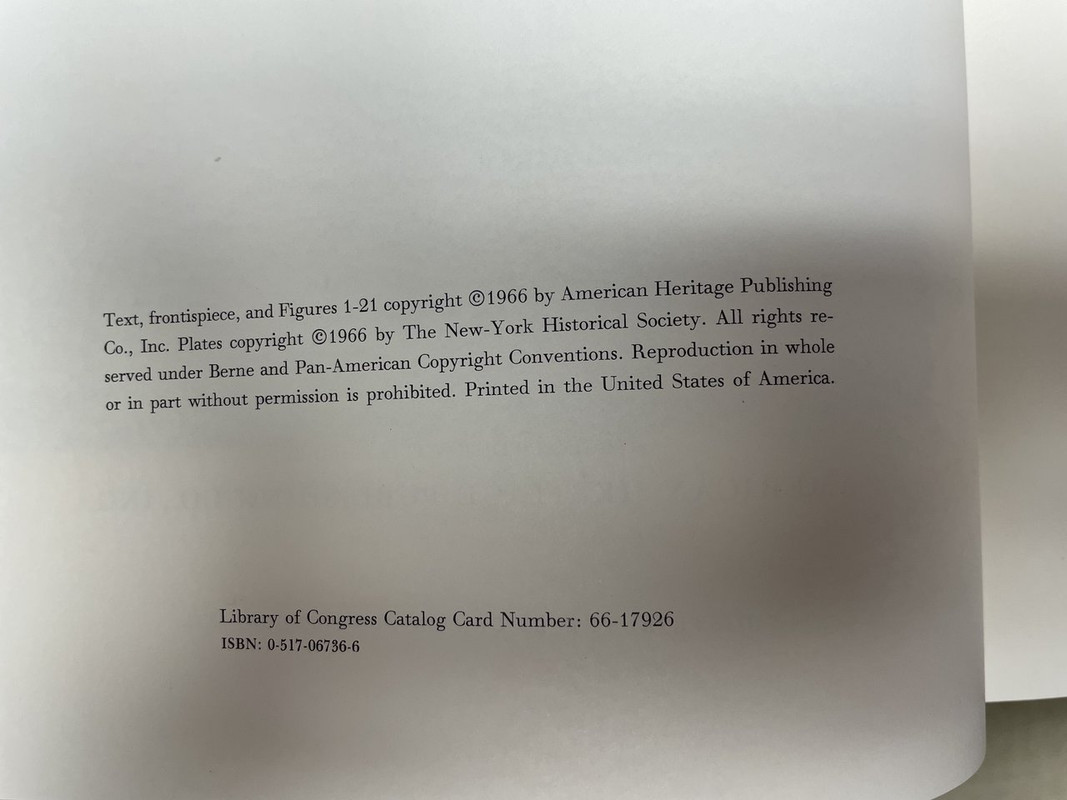 Text, frontispiece, and Figures 1-21 copyright ©1966 by American Heritage Publishing
Co., Inc. Plates copyright ©1966 by The New-York Historical Society. All rights re-
served under Berne and Pan-American Copyright Conventions. Reproduction in whole
or in part without permission is prohibited. Printed in the United States of America.
Library of Congress Catalog Card Number: 66-17926
ISBN: 0-517-06736-6